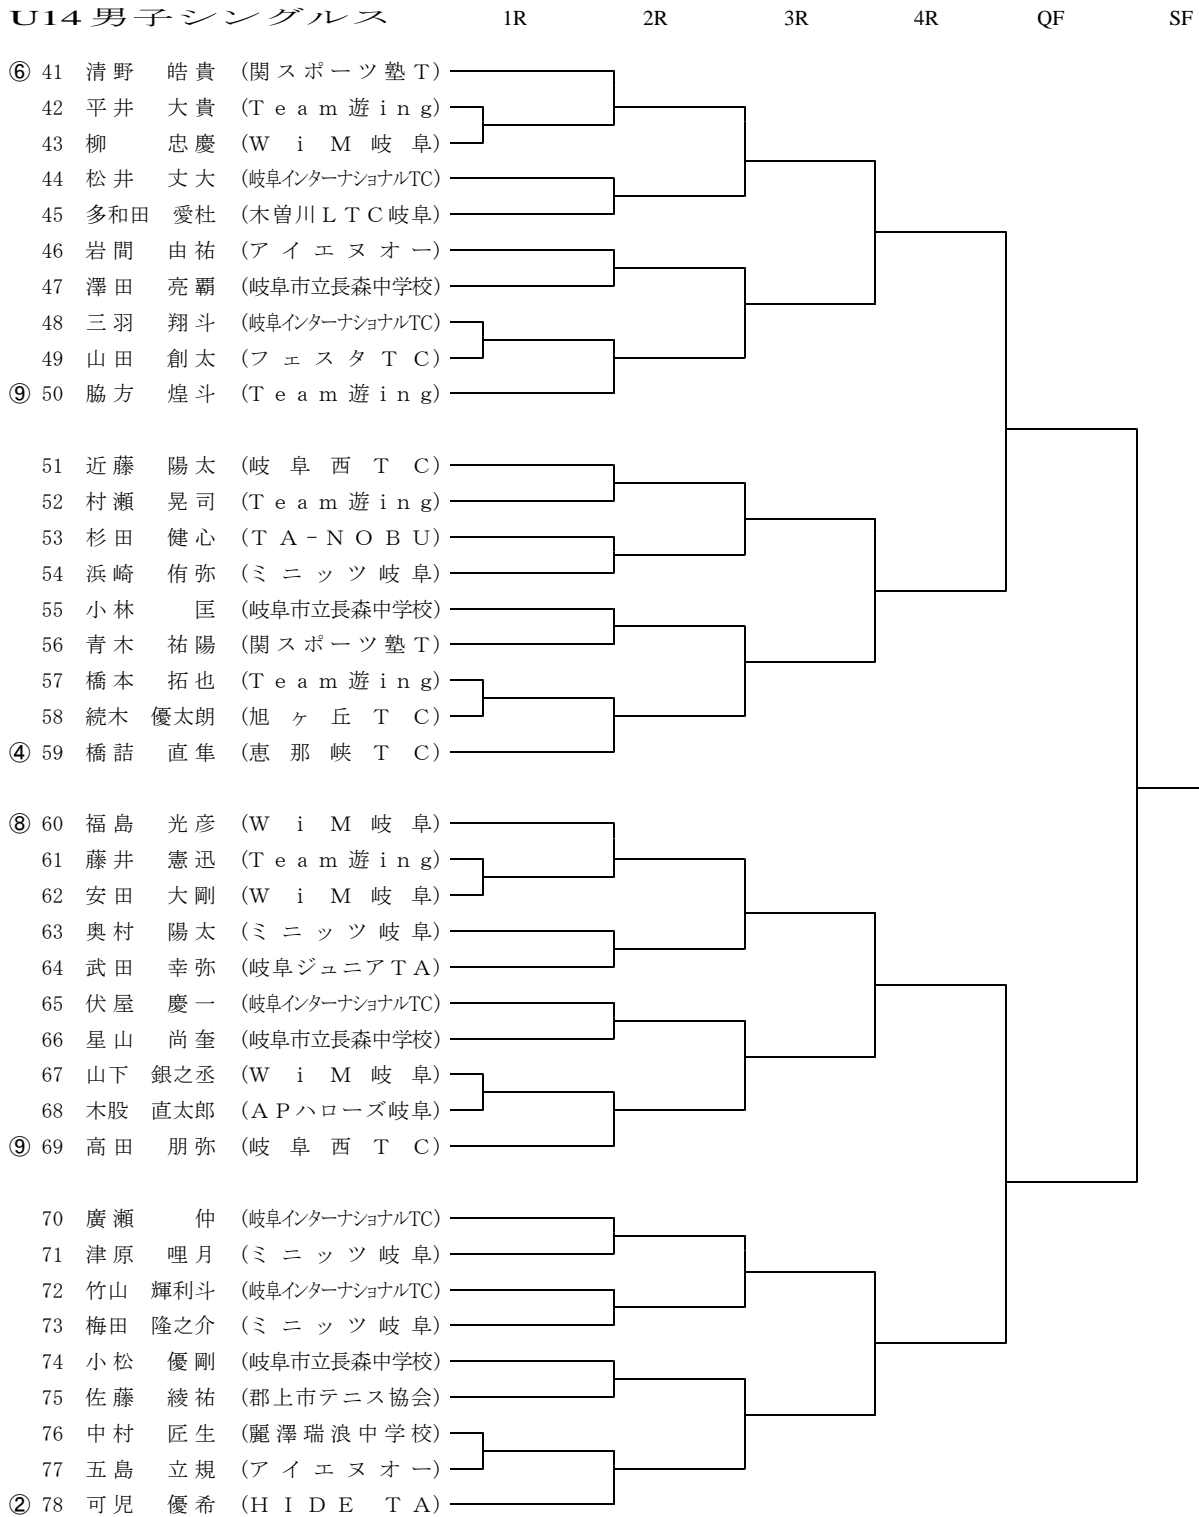 U14男子シングルス 1R 2R 3R 4R QF SF
⑥ 41 清野 皓貴 (関スポーツ塾T)
42 平井 大貴 (Team遊ing)
43 柳 忠慶 (WiM岐阜)
44 松井 丈大 (岐阜インターナショナルTC)
45 多和田 愛杜 (木曽川LTC岐阜)
46 岩間 由祐 (アイエヌオー)
47 澤田 亮覇 (岐阜市立長森中学校)
48 三羽 翔斗 (岐阜インターナショナルTC)
49 山田 創太 (フェスタTC)
⑨ 50 脇方 煌斗 (Team遊ing)
51 近藤 陽太 (岐阜西TC)
52 村瀬 晃司 (Team遊ing)
53 杉田 健心 (TA-NOBU)
54 浜崎 侑弥 (ミニッツ岐阜)
55 小林 匡 (岐阜市立長森中学校)
56 青木 祐陽 (関スポーツ塾T)
57 橋本 拓也 (Team遊ing)
58 続木 優太朗 (旭ヶ丘TC)
④ 59 橋詰 直隼 (恵那峡TC)
⑧ 60 福島 光彦 (WiM岐阜)
61 藤井 憲迅 (Team遊ing)
62 安田 大剛 (WiM岐阜)
63 奥村 陽太 (ミニッツ岐阜)
64 武田 幸弥 (岐阜ジュニアTA)
65 伏屋 慶一 (岐阜インターナショナルTC)
66 星山 尚奎 (岐阜市立長森中学校)
67 山下 銀之丞 (WiM岐阜)
68 木股 直太郎 (APハローズ岐阜)
⑨ 69 高田 朋弥 (岐阜西TC)
70 廣瀬 仲 (岐阜インターナショナルTC)
71 津原 哩月 (ミニッツ岐阜)
72 竹山 輝利斗 (岐阜インターナショナルTC)
73 梅田 隆之介 (ミニッツ岐阜)
74 小松 優剛 (岐阜市立長森中学校)
75 佐藤 綾祐 (郡上市テニス協会)
76 中村 匠生 (麗澤瑞浪中学校)
77 五島 立規 (アイエヌオー)
② 78 可児 優希 (HIDE TA)